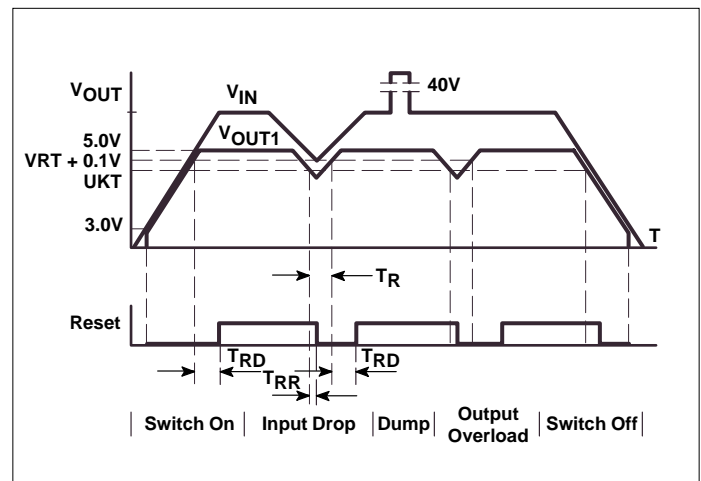 VOUT
VIN
40V
5.0V
VOUT1
VRT + 0.1V
UKT
3.0V
T
TR
Reset
TRD
TRR
TRD
Switch On
Input Drop
Dump
Output
Overload
Switch Off